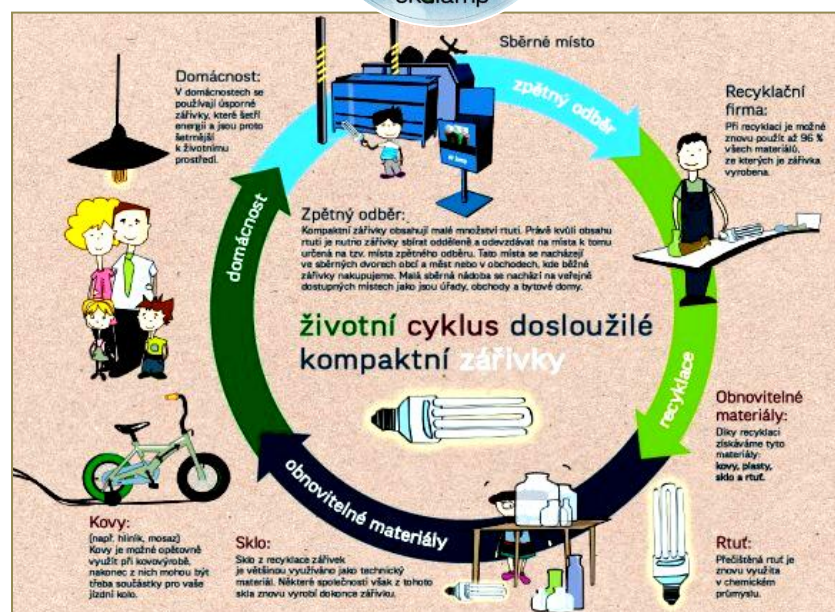 ekolamp
Sběrné místo
zpětný odběr
Domácnost:
V domácnostech se
používají úsporné
zářivky, které šetří
energii a jsou proto
šetrnější
k životnímu
prostředí.
Recyklační
firma:
Při recyklaci je možné
znovu použít až 96 %
všech materiálů,
ze kterých je zářivka
vyrobena.
domácnost
Zpětný odběr:
Kompaktní zářivky obsahují malé množství rtuti. Právě kvůli obsahu
rtuti je nutno zářivky sbírat odděleně a odevzdávat na místa k tomu
určená na tzv. místa zpětného odběru. Tato místa se nacházejí
ve sběrných dvorech obcí a měst nebo v obchodech, kde běžné
zářivky nakupujeme. Malá sběrná nádoba se nachází na veřejně
dostupných místech jako jsou úřady, obchody a bytové domy.
životní cyklus dosloužilé
kompaktní zářivky
recyklace
Obnovitelné
materiály:
Díky recyklaci
získáváme tyto
materiály:
kovy, plasty,
sklo a rtuť.
obnovitelné materiály
Kovy:
(např. hliník, mosaz)
Kovy je možné opětovně
využít při kovovýrobě,
nakonec z nich mohou být
třeba součástky pro vaše
jízdní kolo.
Sklo:
Sklo z recyklace zářivek
je většinou využíváno jako technický
materiál. Některé společnosti však z tohoto
skla znovu vyrobí dokonce zářivku.
Rtuť:
Přečištěná rtuť je
znovu využita
v chemickém
průmyslu.